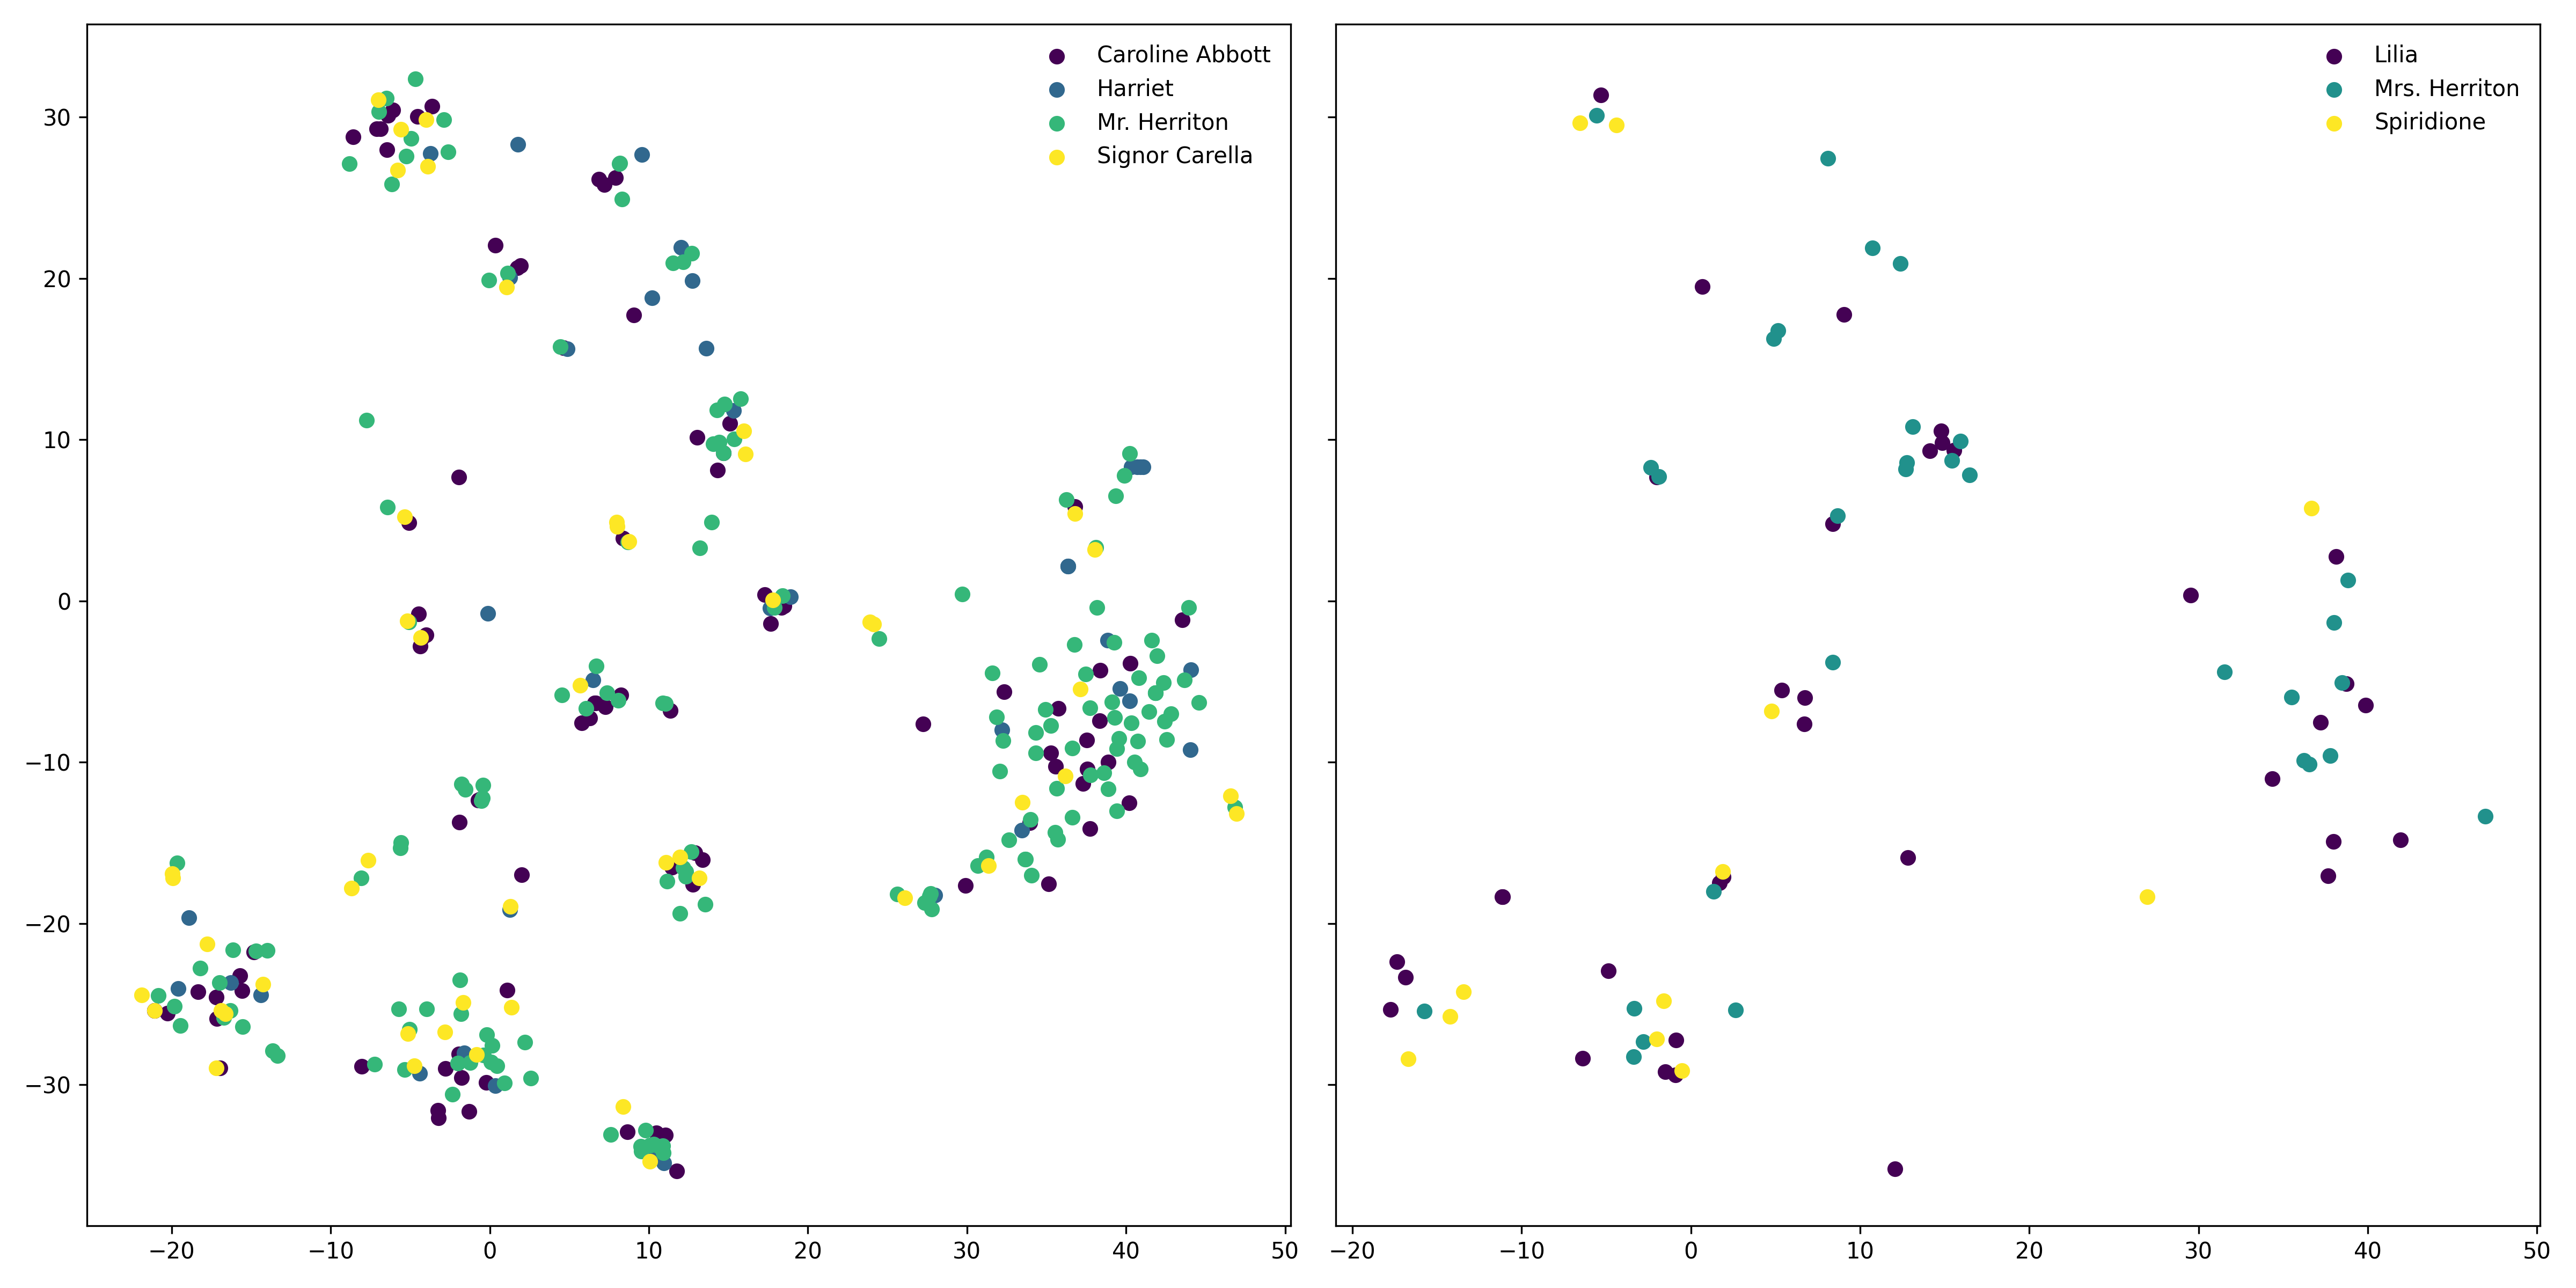 Caroline Abbott
Harriet
Mr. Herriton
Signor Carella
30
20
10
0
−10
−20
−30
−20 −10 0 10 20 30 40 50
Lilia
Mrs. Herriton
Spiridione
−20 −10 0 10 20 30 40 50